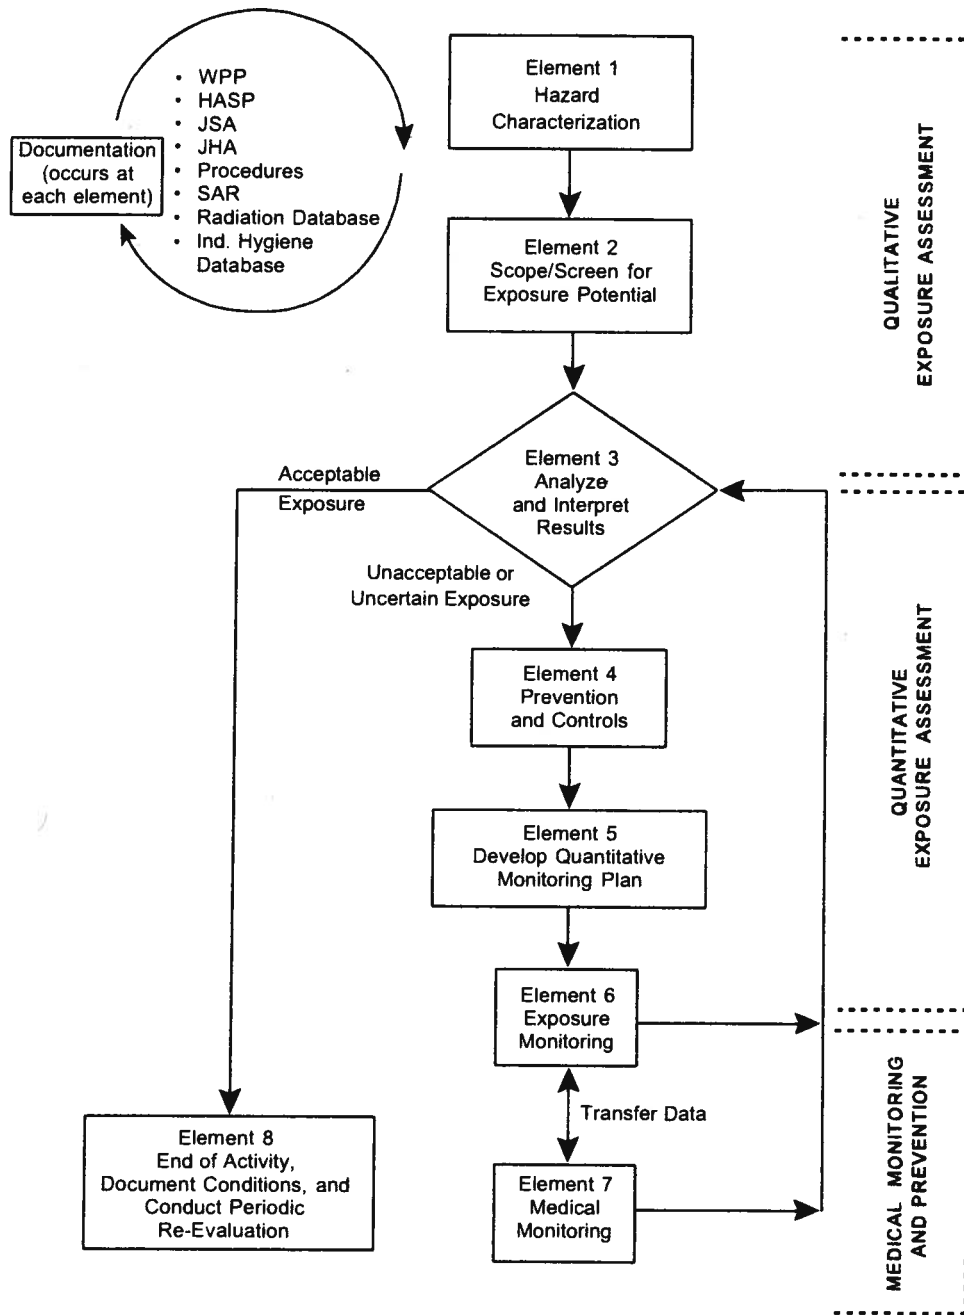 Documentation
(occurs at
each element)
• WPP
• HASP
• JSA
• JHA
• Procedures
• SAR
• Radiation Database
• Ind. Hygiene
Database
Element 1
Hazard
Characterization
Element 2
Scope/Screen for
Exposure Potential
Element 3
Analyze
and Interpret
Results
Acceptable
Exposure
Unacceptable or
Uncertain Exposure
Element 4
Prevention
and Controls
Element 5
Develop Quantitative
Monitoring Plan
Element 6
Exposure
Monitoring
Transfer Data
Element 7
Medical
Monitoring
Element 8
End of Activity,
Document Conditions, and
Conduct Periodic
Re-Evaluation
QUALITATIVE
EXPOSURE ASSESSMENT
QUANTITATIVE
EXPOSURE ASSESSMENT
MEDICAL MONITORING
AND PREVENTION